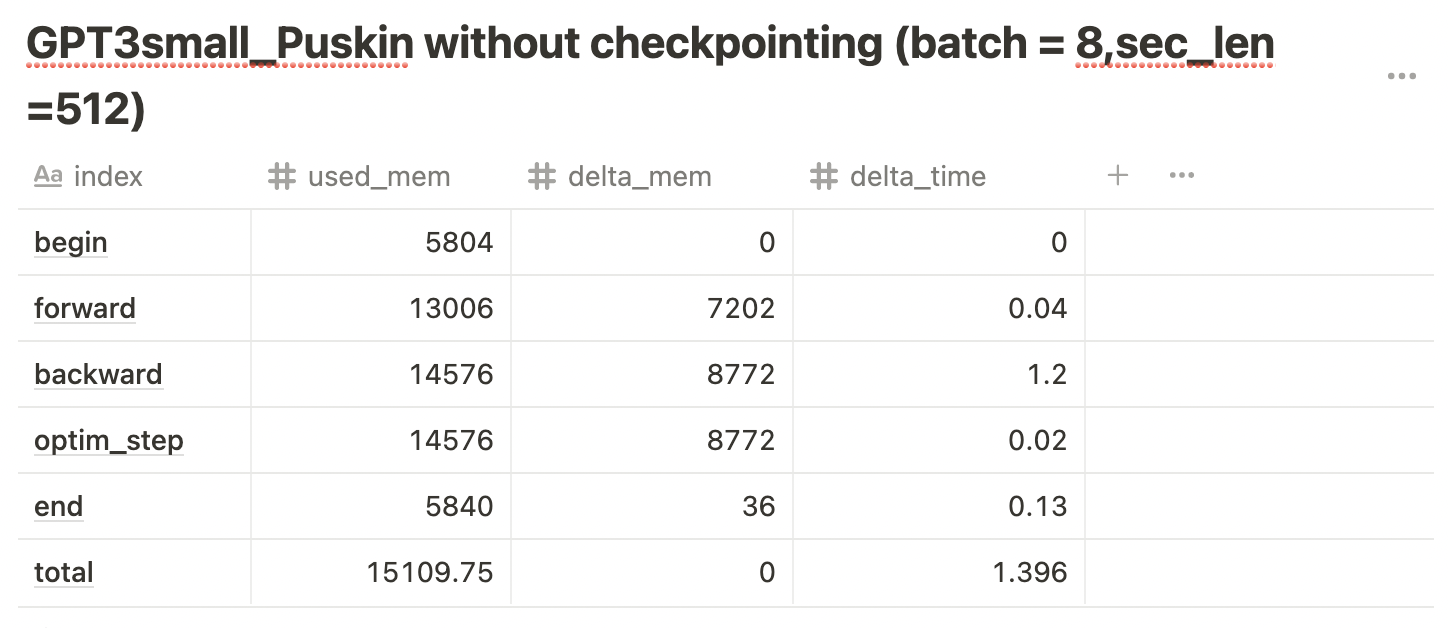 GPT3small_Puskin without checkpointing (batch = 8,sec_len
=512)
Aa index # used_mem # delta_mem # delta_time + •••
begin 5804 0 0
forward 13006 7202 0.04
backward 14576 8772 1.2
optim_step 14576 8772 0.02
end 5840 36 0.13
total 15109.75 0 1.396